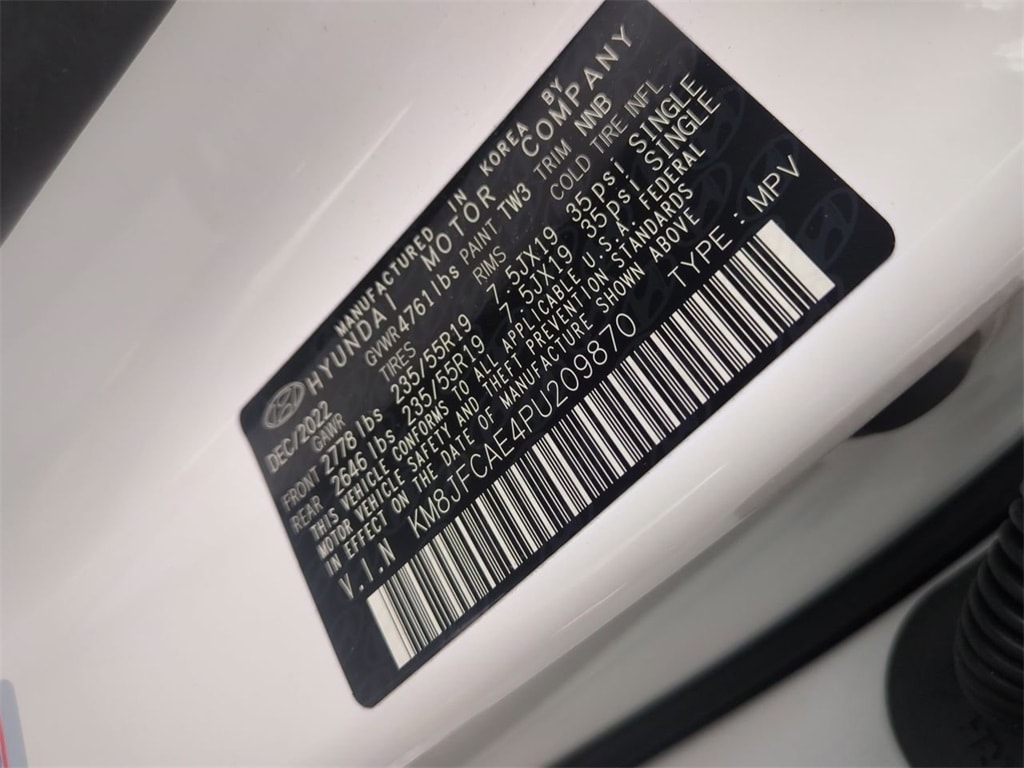 MANUFACTURED IN KOREA BY
HYUNDAI MOTOR COMPANY
DEC/2022 GVWR 4761 lbs PAINT TW3 TRIM NNB
GAWR TIRES RIMS COLD TIRE INFL
FRONT 2778 lbs 235/55R19 7.5JX19 35psi SINGLE
REAR 2646 lbs 235/55R19 7.5JX19 35psi SINGLE
THIS VEHICLE CONFORMS TO ALL APPLICABLE U.S.A. FEDERAL
MOTOR VEHICLE SAFETY AND THEFT PREVENTION STANDARDS
IN EFFECT ON THE DATE OF MANUFACTURE SHOWN ABOVE
V.I.N KM8JFCAE4PU209870 TYPE : MPV